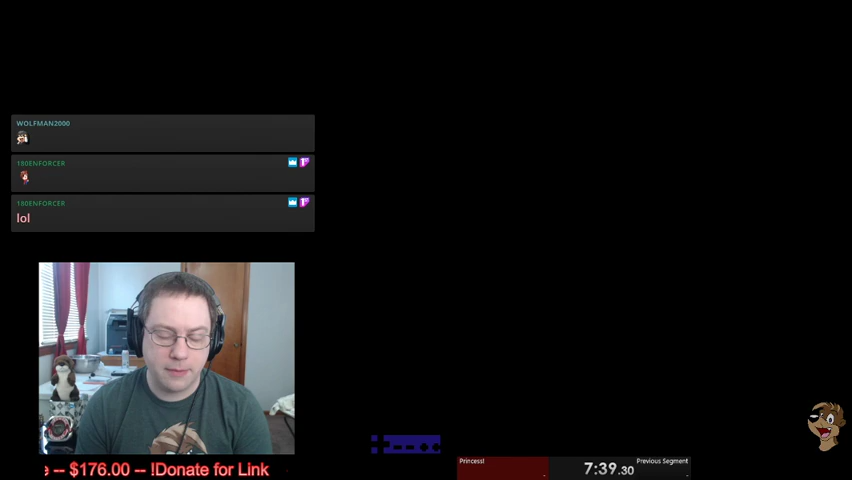 WOLFMAN2000
180ENFORCER
180ENFORCER
lol
-- $176.00 -- !Donate for Link
Princess!
Previous Segment
7:39.30
-
-